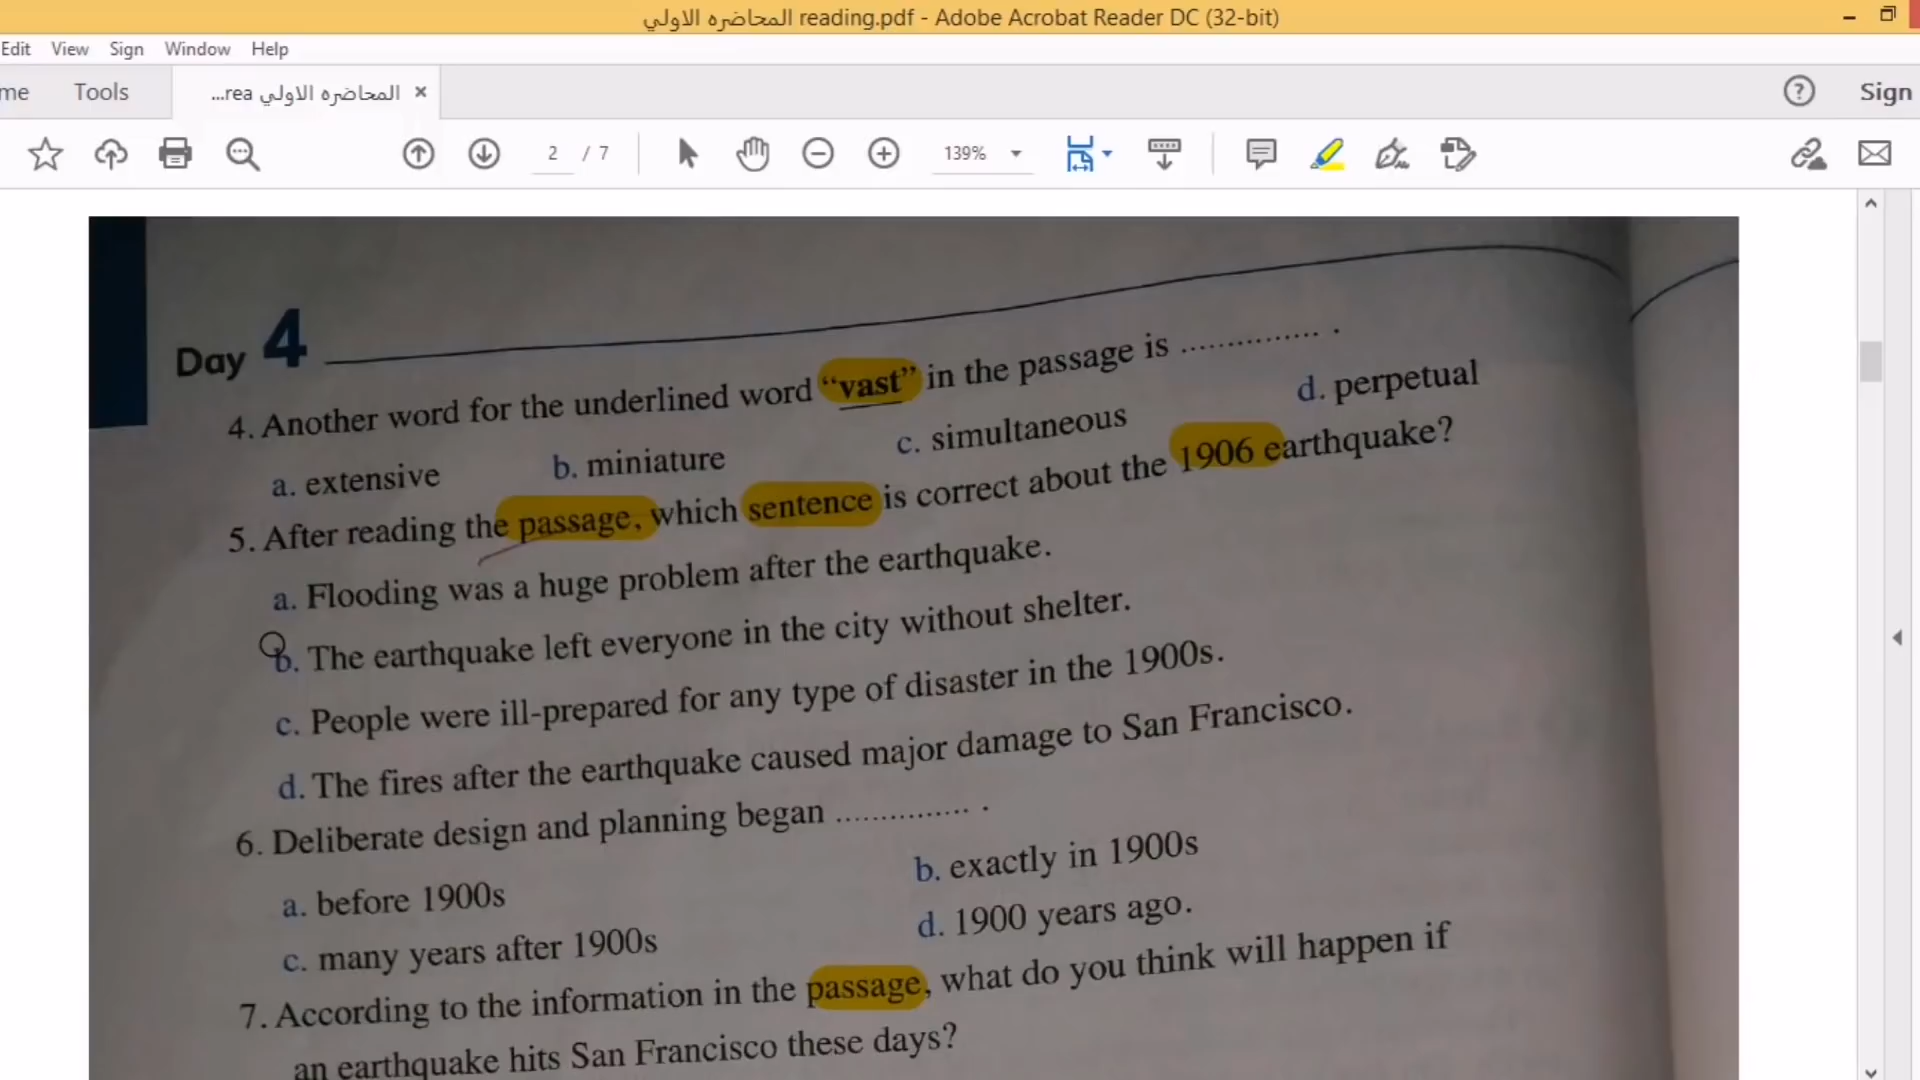 المحاضره الاولي reading.pdf - Adobe Acrobat Reader DC (32-bit)
Edit View Sign Window Help
me Tools المحاضره الاولي rea... × ? Sign
2 / 7 139%
Day 4
4. Another word for the underlined word “vast” in the passage is .............. .
a. extensive b. miniature c. simultaneous d. perpetual
5. After reading the passage, which sentence is correct about the 1906 earthquake?
a. Flooding was a huge problem after the earthquake.
b. The earthquake left everyone in the city without shelter.
c. People were ill-prepared for any type of disaster in the 1900s.
d. The fires after the earthquake caused major damage to San Francisco.
6. Deliberate design and planning began .............. .
a. before 1900s b. exactly in 1900s
c. many years after 1900s d. 1900 years ago.
7. According to the information in the passage, what do you think will happen if
an earthquake hits San Francisco these days?